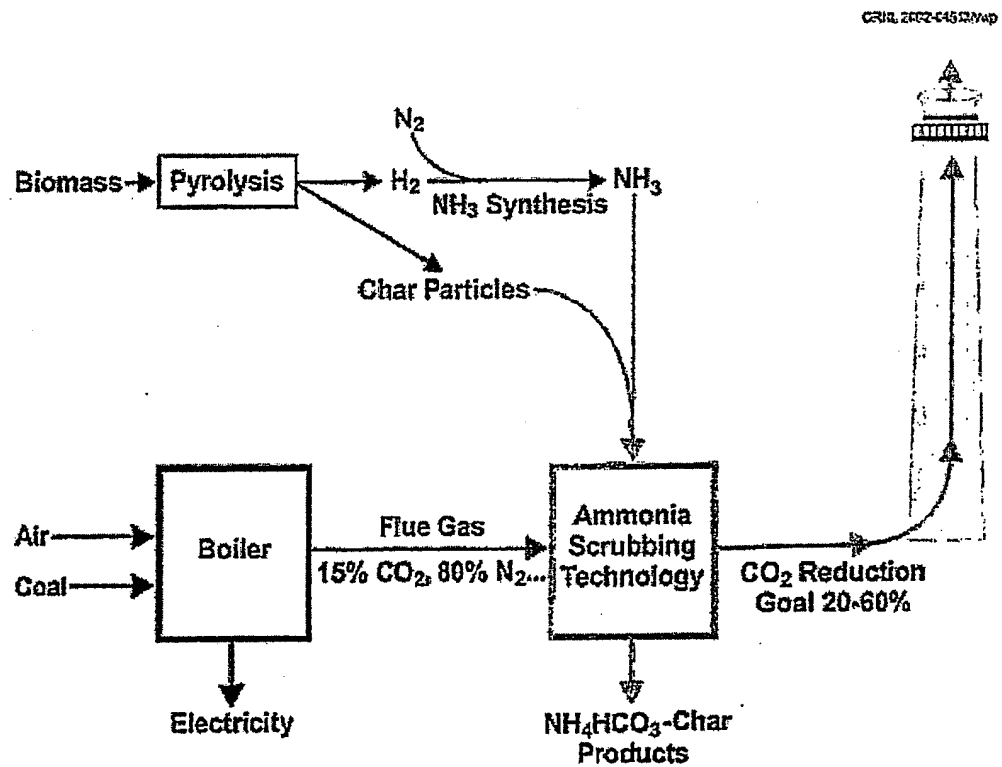 N₂
Biomass
Pyrolysis
H₂
NH₃
NH₃ Synthesis
Char Particles
Air
Coal
Boiler
Flue Gas
15% CO₂, 80% N₂...
Ammonia
Scrubbing
Technology
CO₂ Reduction
Goal 20-60%
Electricity
NH₄HCO₃-Char
Products